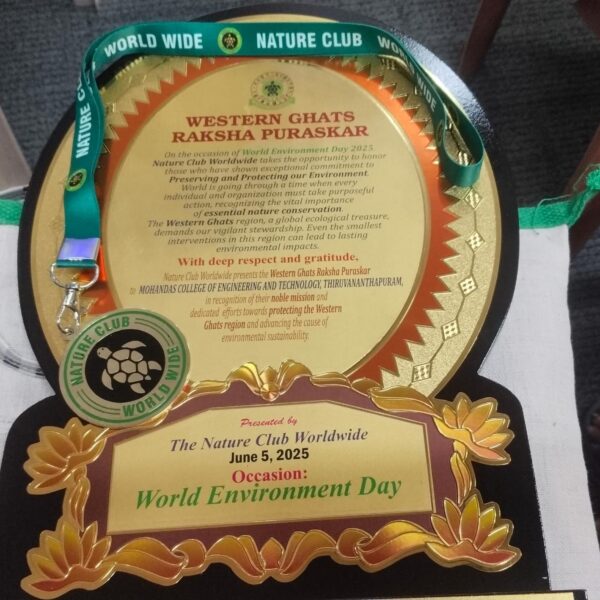 WORLD WIDE NATURE CLUB WORLD WIDE
NATURE CLUB
WESTERN GHATS
RAKSHA PURASKAR
On the occasion of World Environment Day 2025
Nature Club Worldwide takes the opportunity to honor
those who have shown exceptional commitment to
Preserving and Protecting our Environment.
World is going through a time when every
individual and organization must take purposeful
action, recognizing the vital importance
of essential nature conservation.
The Western Ghats region, a global ecological treasure,
demands our vigilant stewardship. Even the smallest
interventions in this region can lead to lasting
environmental impacts.
With deep respect and gratitude,
Nature Club Worldwide presents the Western Ghats Raksha Puraskar
to MOHANDAS COLLEGE OF ENGINEERING AND TECHNOLOGY, THIRUVANANTHAPURAM,
in recognition of their noble mission and
dedicated efforts towards protecting the Western
Ghats region and advancing the cause of
environmental sustainability.
NATURE CLUB
WORLD WIDE
Presented by
The Nature Club Worldwide
June 5, 2025
Occasion:
World Environment Day